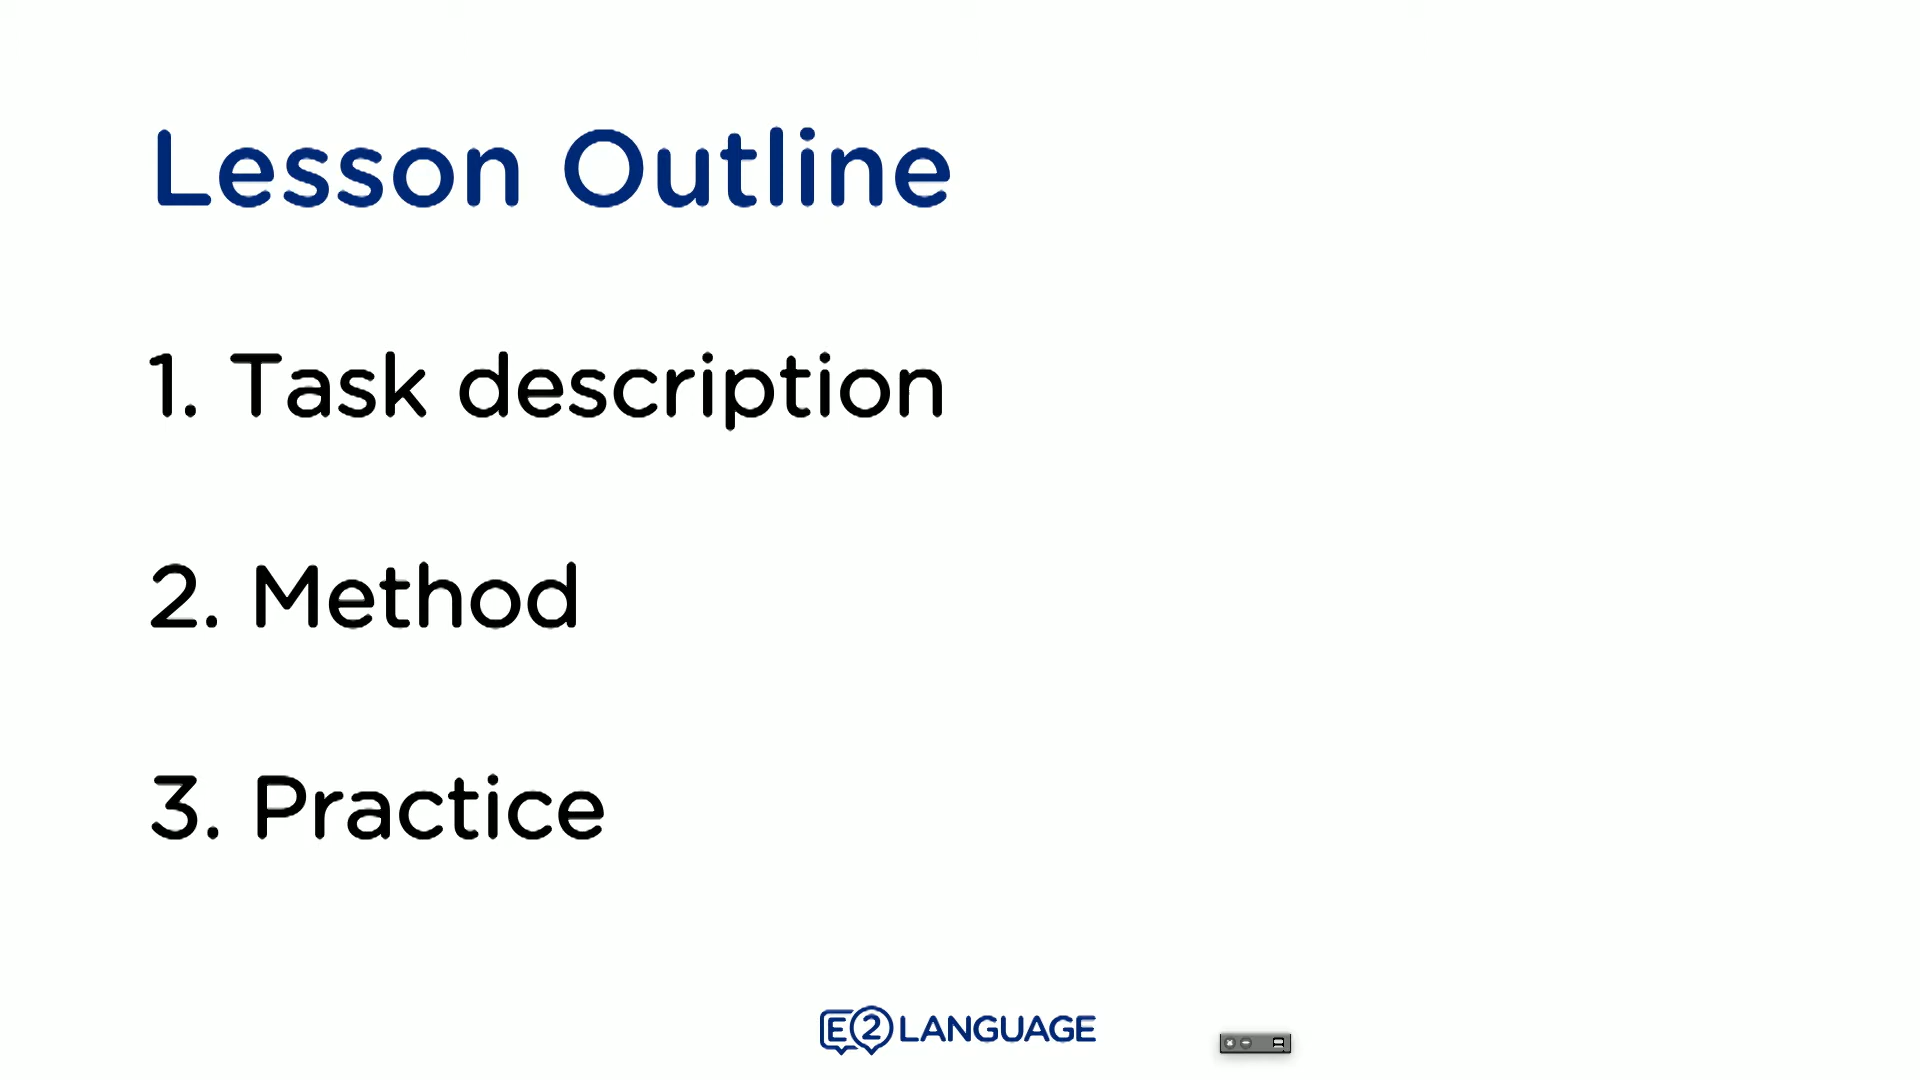 Lesson Outline
1. Task description
2. Method
3. Practice
E2 LANGUAGE